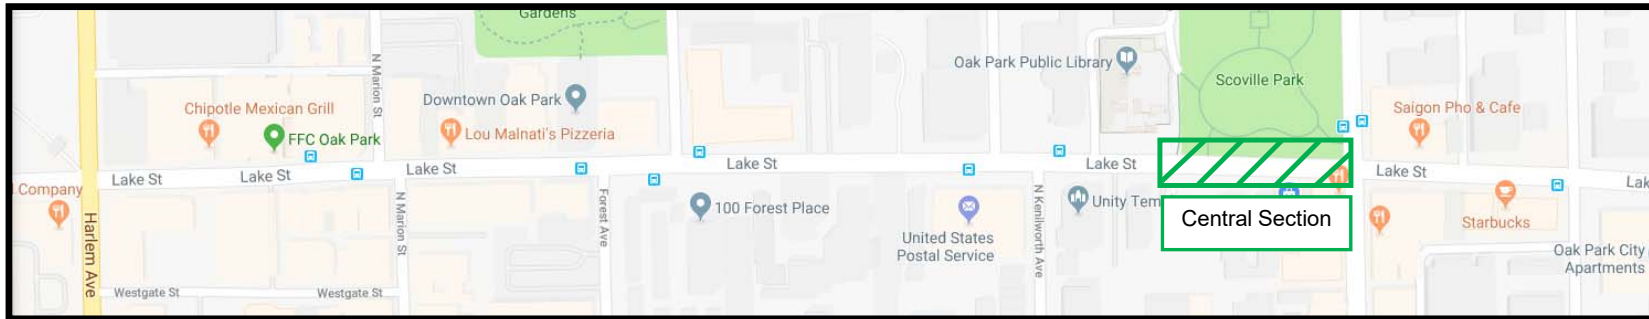 Gardens
N Marion St
Oak Park Public Library
Scoville Park
Chipotle Mexican Grill
Downtown Oak Park
Saigon Pho & Cafe
FFC Oak Park
Lou Malnati's Pizzeria
Lake St
Lake St
Lake St
Lake St
Lake St
Lake St
Lak
Company
Harlem Ave
N Marion St
Forest Ave
100 Forest Place
N Kenilworth Ave
Unity Tem
Central Section
Starbucks
United States
Postal Service
Oak Park City
Apartments
Westgate St
Westgate St